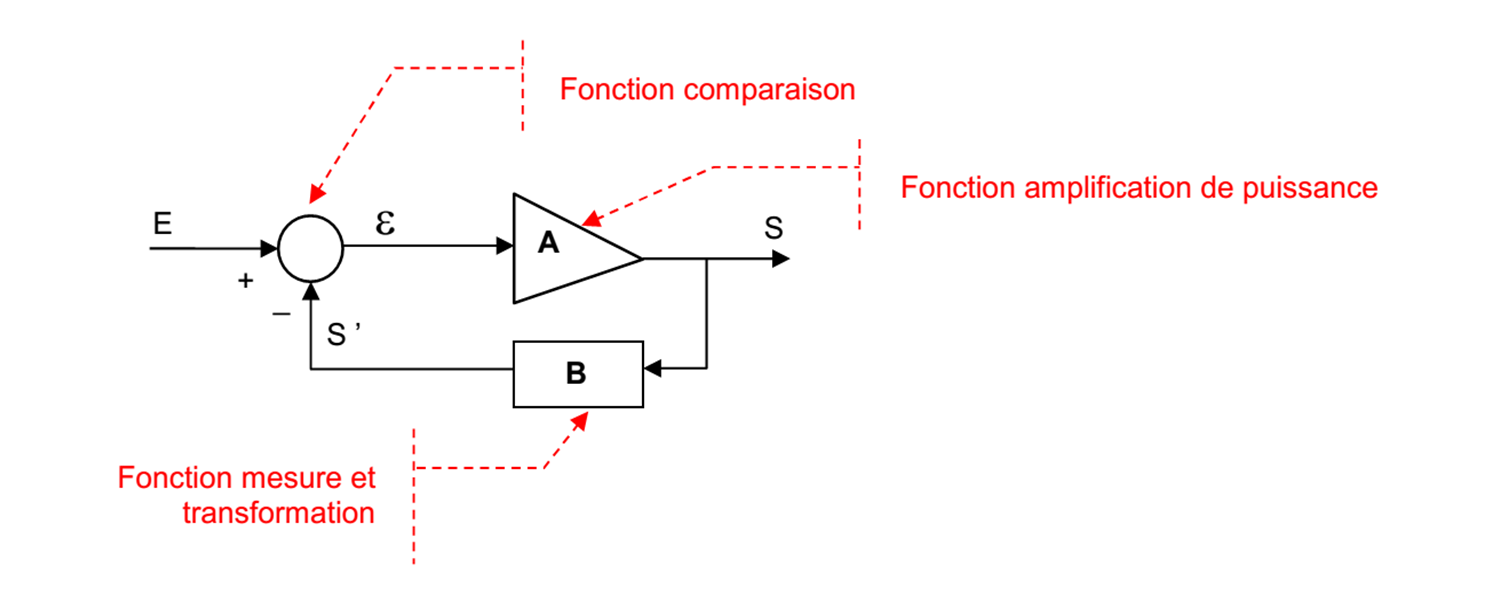 Fonction comparaison
Fonction amplification de puissance
E
ε
A
S
+
–
S ’
B
Fonction mesure et
transformation